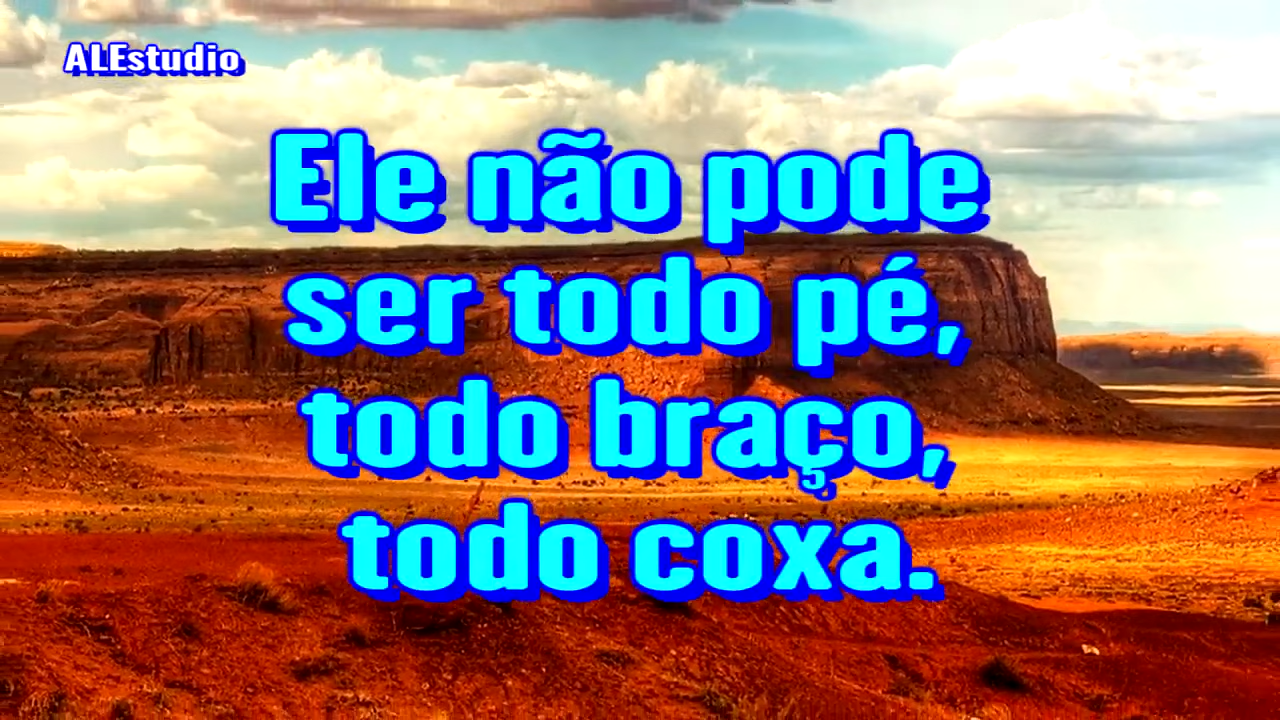 ALEstudio
Ele não pode
ser todo pé,
todo braço,
todo coxa.